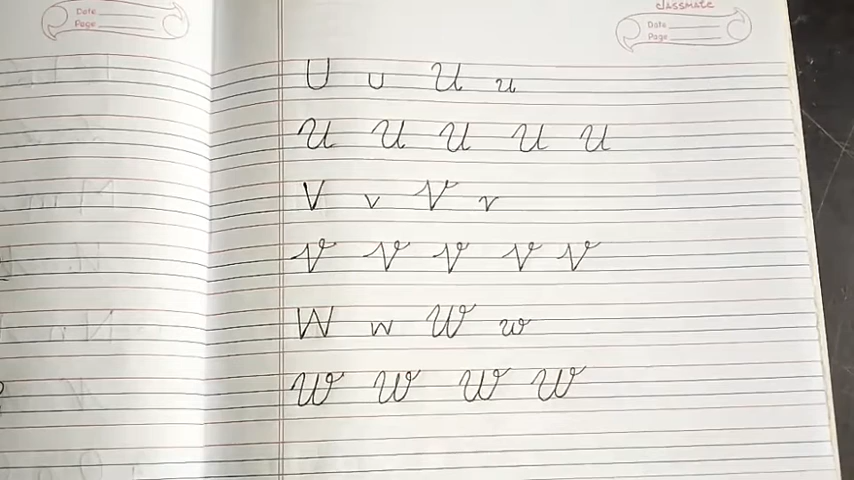 Date
Page
classmate
Date
Page
U u U u
U U U U U
V v V v
V V V V V
W w W w
W W W W